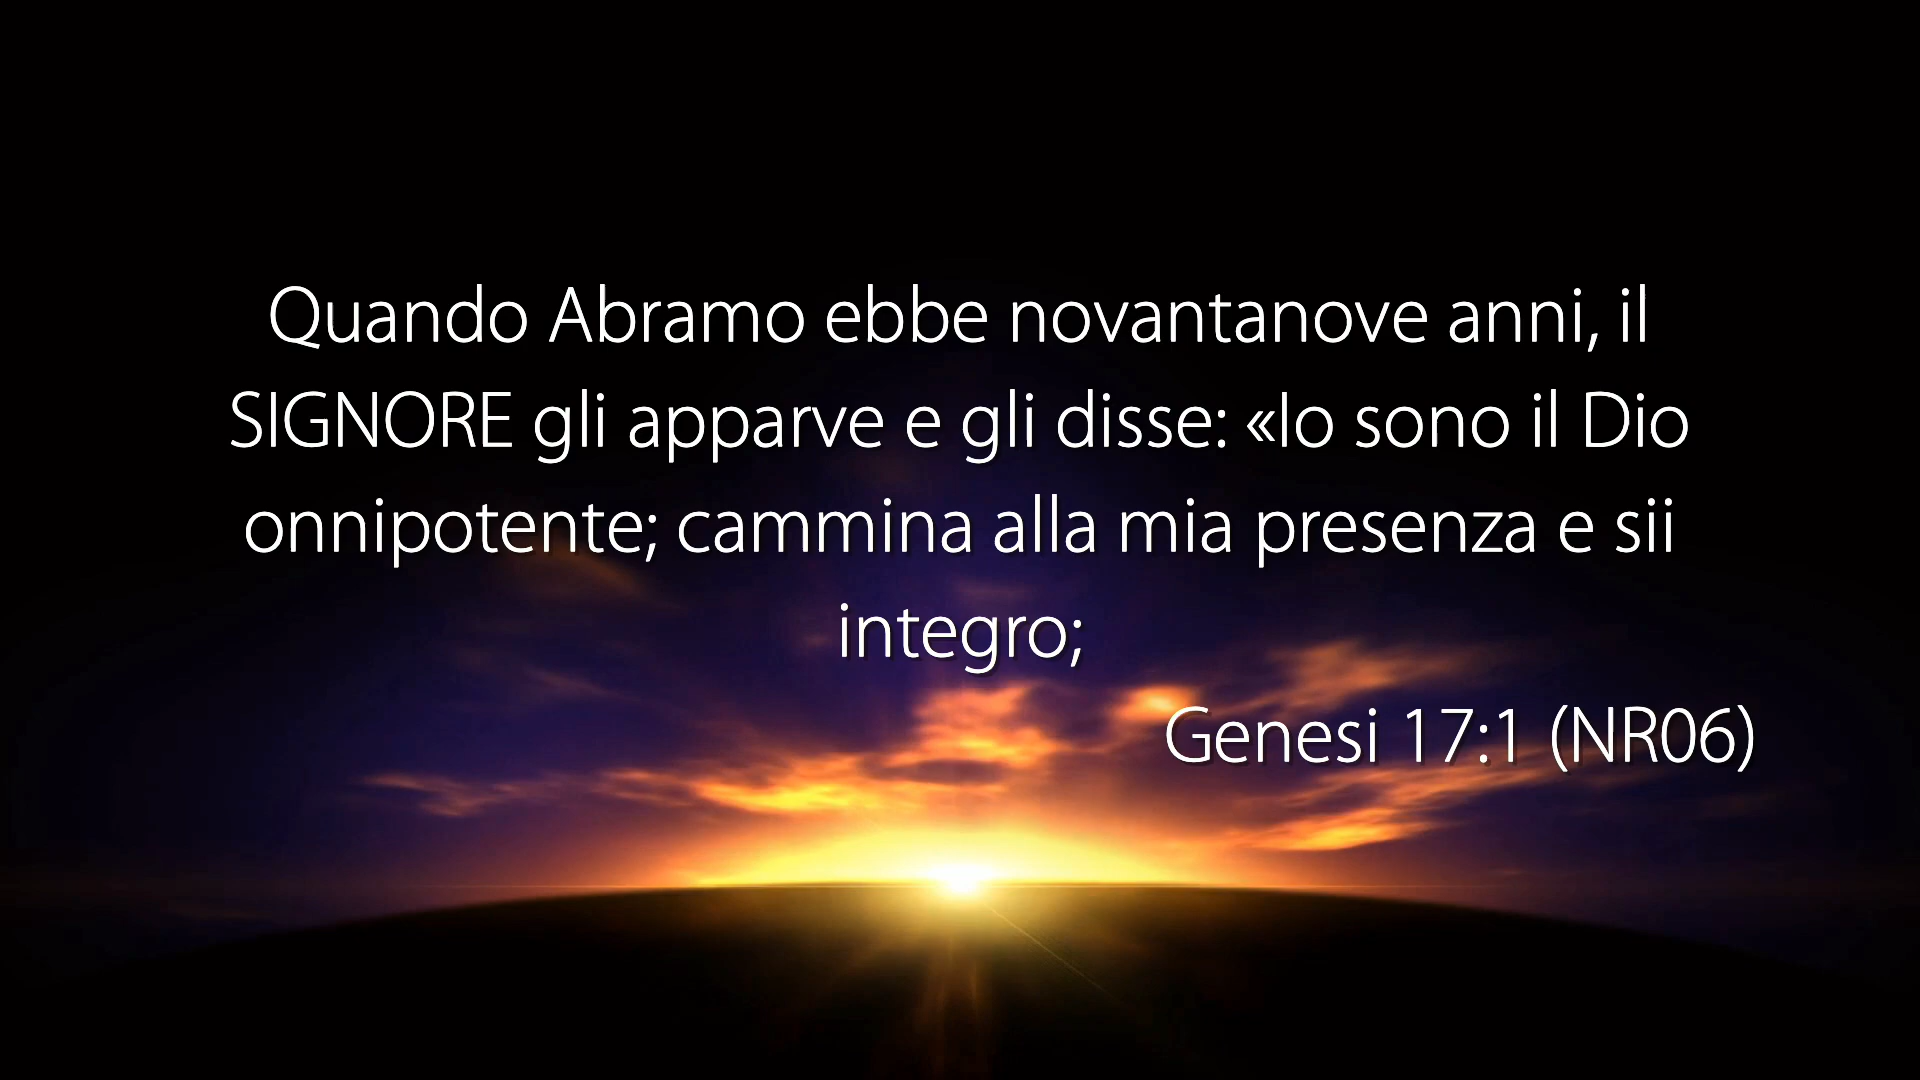 Quando Abramo ebbe novantanove anni, il
SIGNORE gli apparve e gli disse: «Io sono il Dio
onnipotente; cammina alla mia presenza e sii
integro;
Genesi 17:1 (NR06)